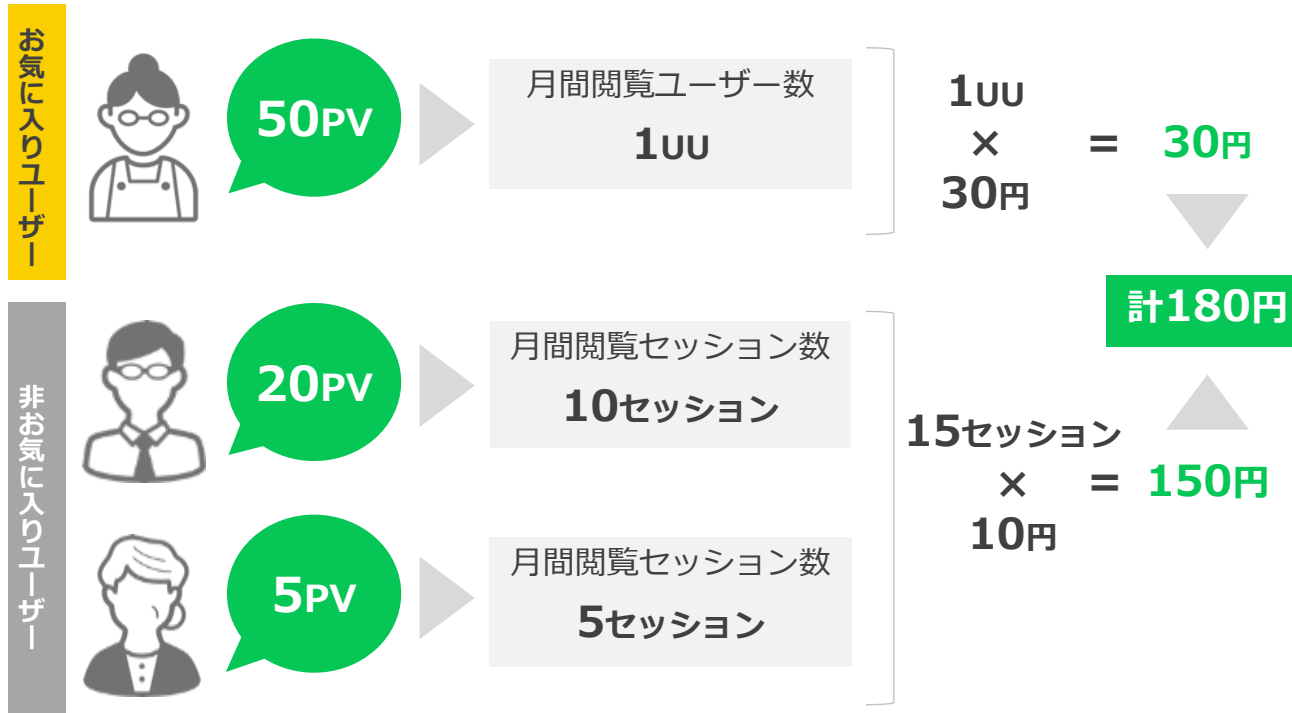 お気に入りユーザー
50PV
月間閲覧ユーザー数
1UU
1UU
×
30円
=
30円
計180円
非お気に入りユーザー
20PV
月間閲覧セッション数
10セッション
5PV
月間閲覧セッション数
5セッション
15セッション
×
10円
=
150円